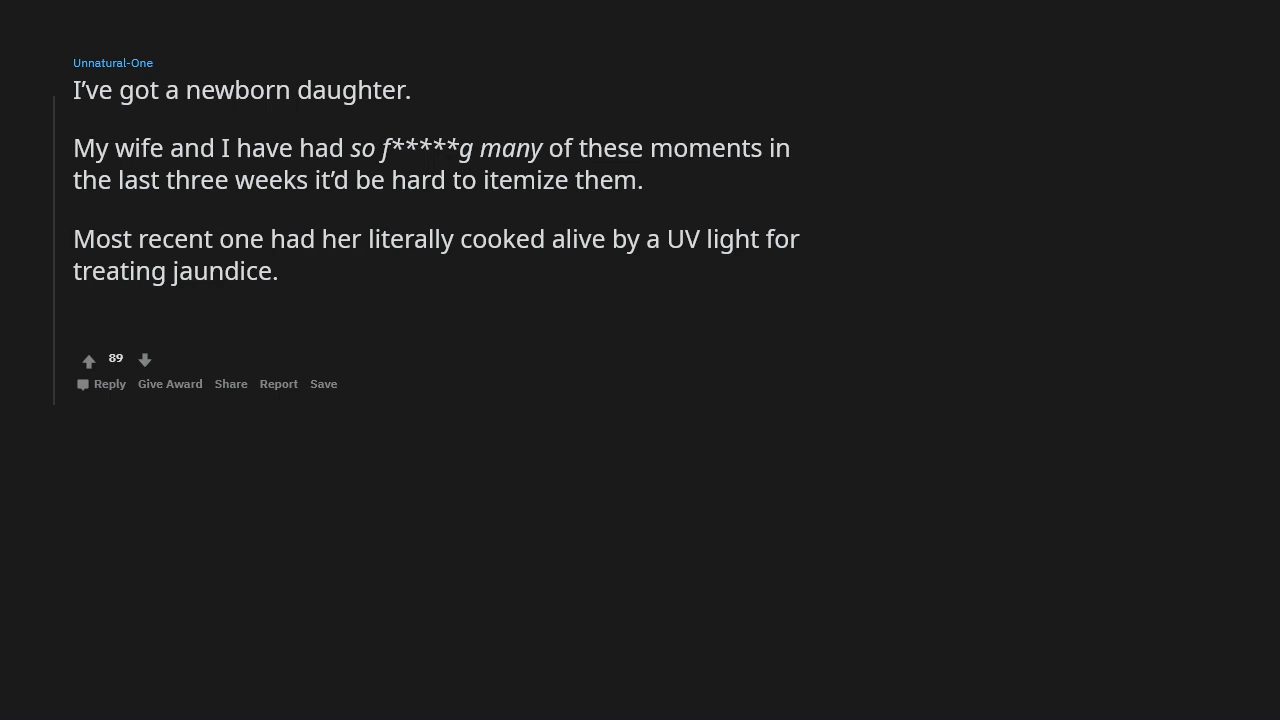 Unnatural-One
I’ve got a newborn daughter.
My wife and I have had so f*****g many of these moments in
the last three weeks it’d be hard to itemize them.
Most recent one had her literally cooked alive by a UV light for
treating jaundice.
89
Reply Give Award Share Report Save